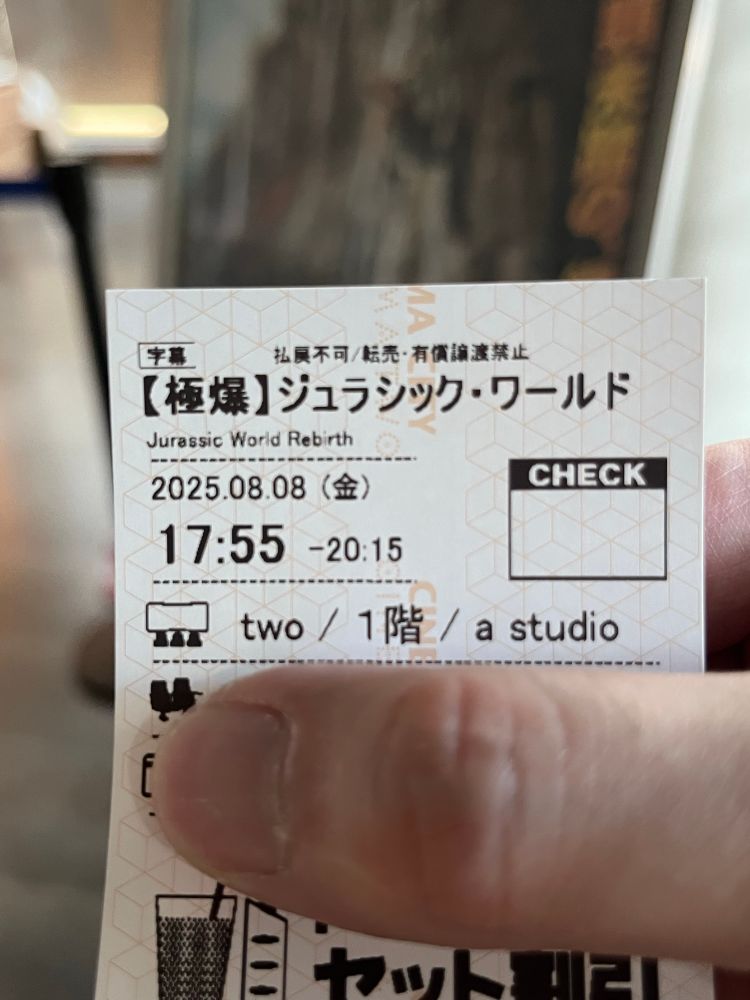 字幕 払戻不可/転売・有償譲渡禁止
【極爆】ジュラシック・ワールド
Jurassic World Rebirth
2025.08.08 (金)
CHECK
17:55 -20:15
two / 1階 / a studio
セット割引